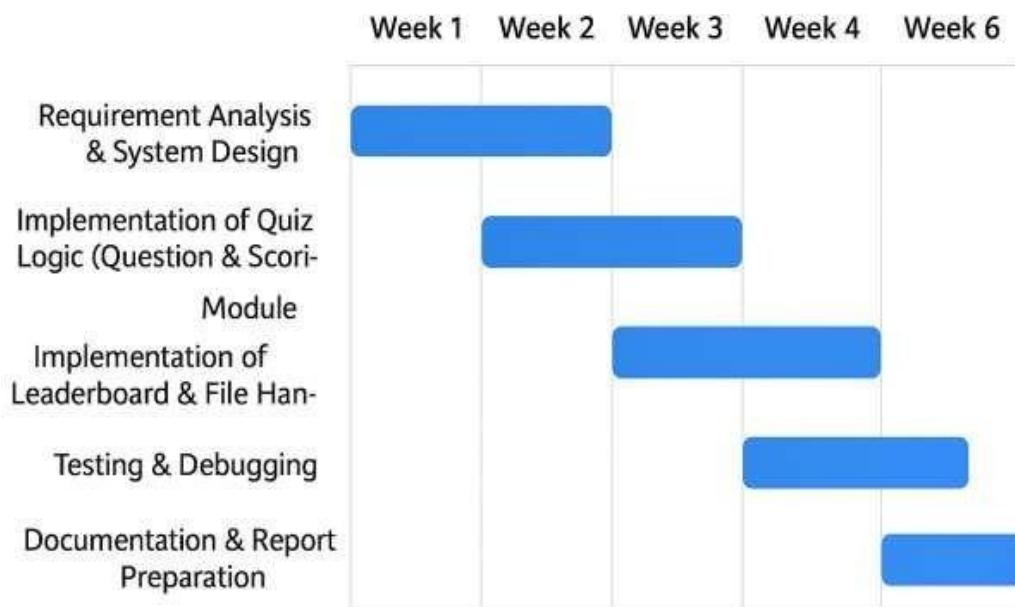 Week 1 Week 2 Week 3 Week 4 Week 6
Requirement Analysis
& System Design
Implementation of Quiz
Logic (Question & Scori-
Module
Implementation of
Leaderboard & File Han-
Testing & Debugging
Documentation & Report
Preparation